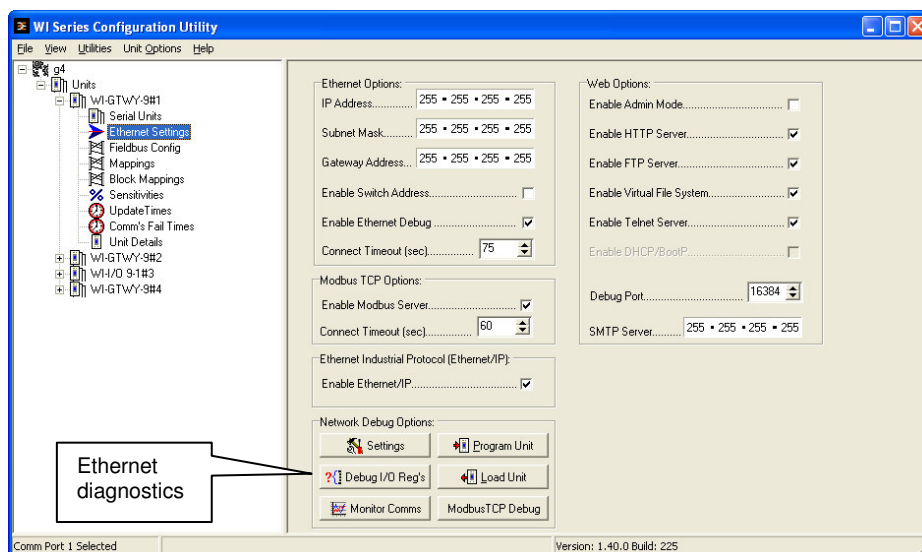 WI Series Configuration Utility
File View Utilities Unit Options Help
g4
Units
WI-GTWY-9#1
Serial Units
Ethernet Settings
Fieldbus Config
Mappings
Block Mappings
Sensitivities
UpdateTimes
Comm's Fail Times
Unit Details
WI-GTWY-9#2
WI-I/O 9-1#3
WI-GTWY-9#4
Ethernet Options:
IP Address............ 255 ▪ 255 ▪ 255 ▪ 255
Subnet Mask......... 255 ▪ 255 ▪ 255 ▪ 255
Gateway Address... 255 ▪ 255 ▪ 255 ▪ 255
Enable Switch Address
Enable Ethernet Debug
Connect Timeout (sec) 75
Modbus TCP Options:
Enable Modbus Server
Connect Timeout (sec) 60
Ethernet Industrial Protocol (Ethernet/IP):
Enable Ethernet/IP
Network Debug Options:
Settings
Program Unit
?{ Debug I/O Reg's
Load Unit
Monitor Comms
ModbusTCP Debug
Web Options:
Enable Admin Mode
Enable HTTP Server
Enable FTP Server
Enable Virtual File System
Enable Telnet Server
Enable DHCP/BootP
Debug Port 16384
SMTP Server......... 255 ▪ 255 ▪ 255 ▪ 255
Ethernet
diagnostics
Comm Port 1 Selected
Version: 1.40.0 Build: 225